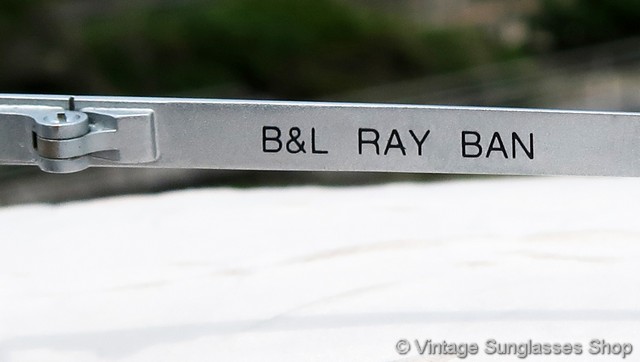 B&L RAY BAN
© Vintage Sunglasses Shop